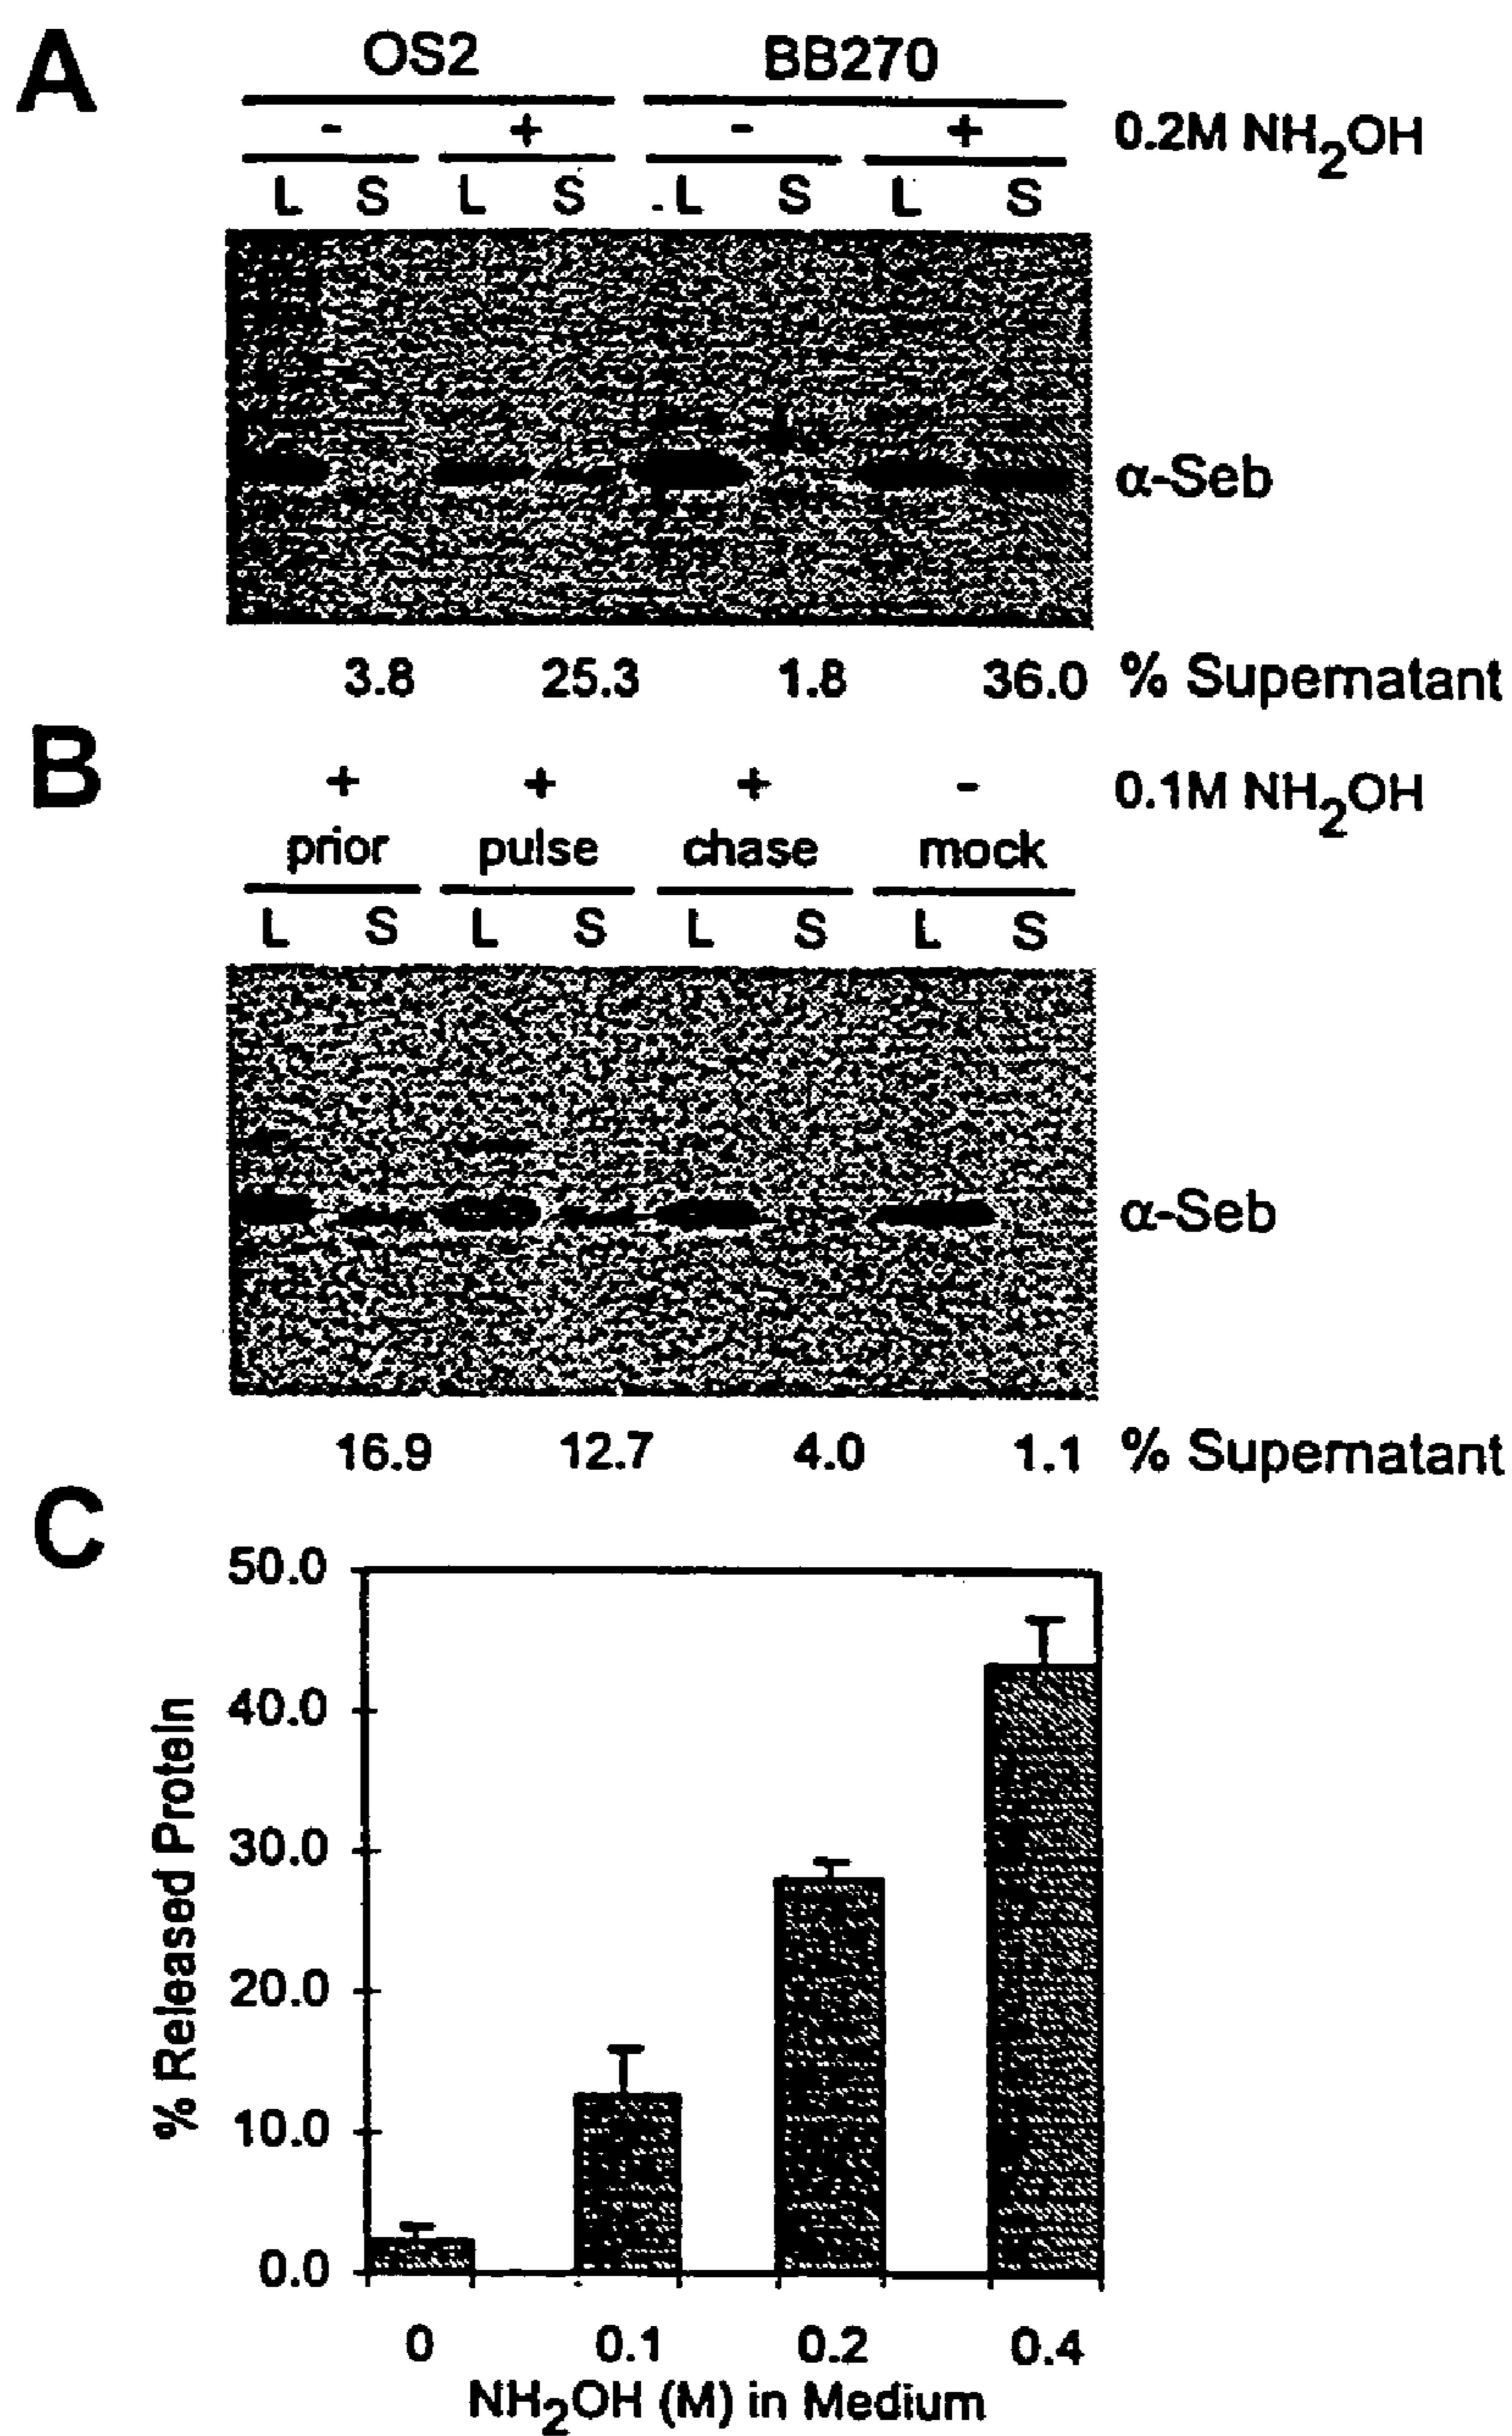 A
OS2 BB270
- + - + 0.2M NH2OH
L S L S L S L S
α-Seb
3.8 25.3 1.8 36.0 % Supernatant
B
+ + + - 0.1M NH2OH
prior pulse chase mock
L S L S L S L S
α-Seb
16.9 12.7 4.0 1.1 % Supernatant
C
50.0
40.0
30.0
20.0
10.0
0.0
% Released Protein
0 0.1 0.2 0.4
NH2OH (M) in Medium